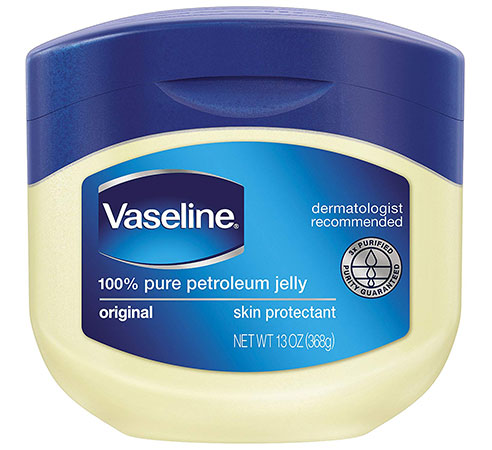 Vaseline®
dermatologist
recommended
3x PURIFIED
PURITY GUARANTEED
100% pure petroleum jelly
original skin protectant
NET WT 13 OZ (368g)